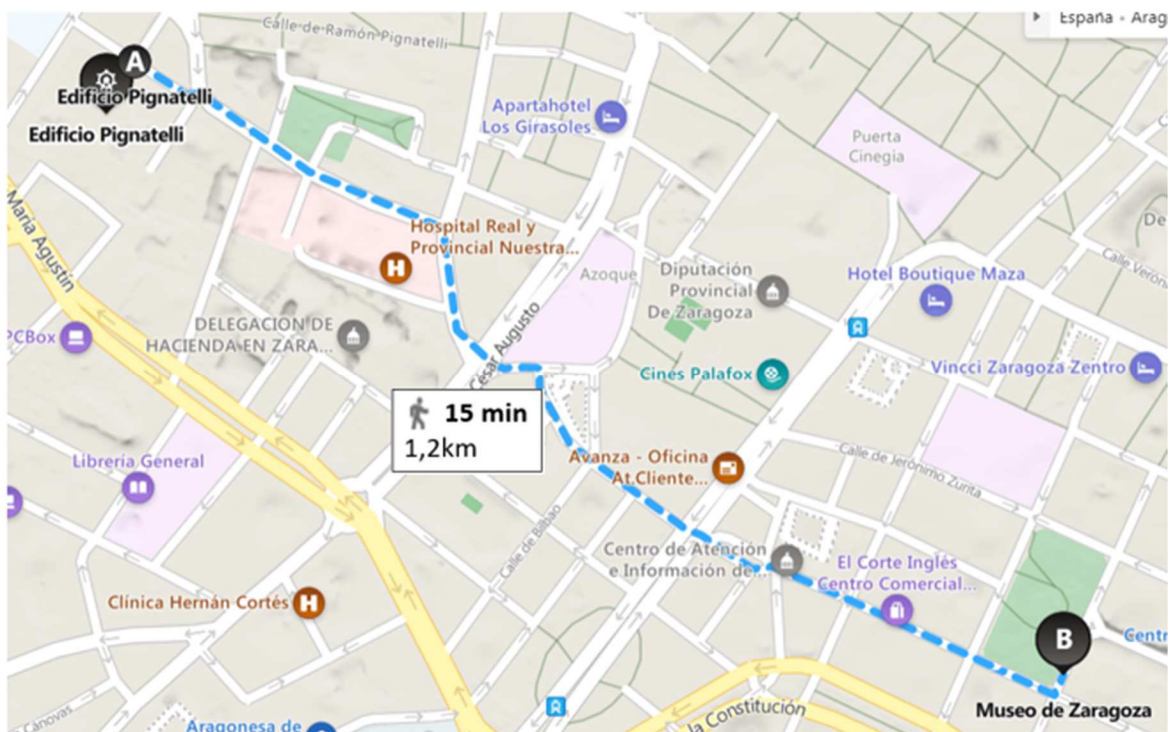 España - Arag
Calle de Ramón Pignatelli
A
Edificio Pignatelli
Edificio Pignatelli
Apartahotel
Los Girasoles
Puerta
Cinegia
De
María Agustín
Hospital Real y
Provincial Nuestra...
H
Azoque
Diputación
Provincial
De Zaragoza
Calle Verón
Hotel Boutique Maza
PCBox
DELEGACION DE
HACIENDA EN ZARA...
César Augusto
Cines Palafox
Vincci Zaragoza Zentro
15 min
1,2km
Librería General
Avanza - Oficina
At.Cliente...
Calle de Jerónimo Zurita
Calle de Bilbao
Centro de Atención
e Información de...
El Corte Inglés
Centro Comercial...
Clínica Hernán Cortés
H
B
Centr
Museo de Zaragoza
Cánovas
Aragonesa de
la Constitución